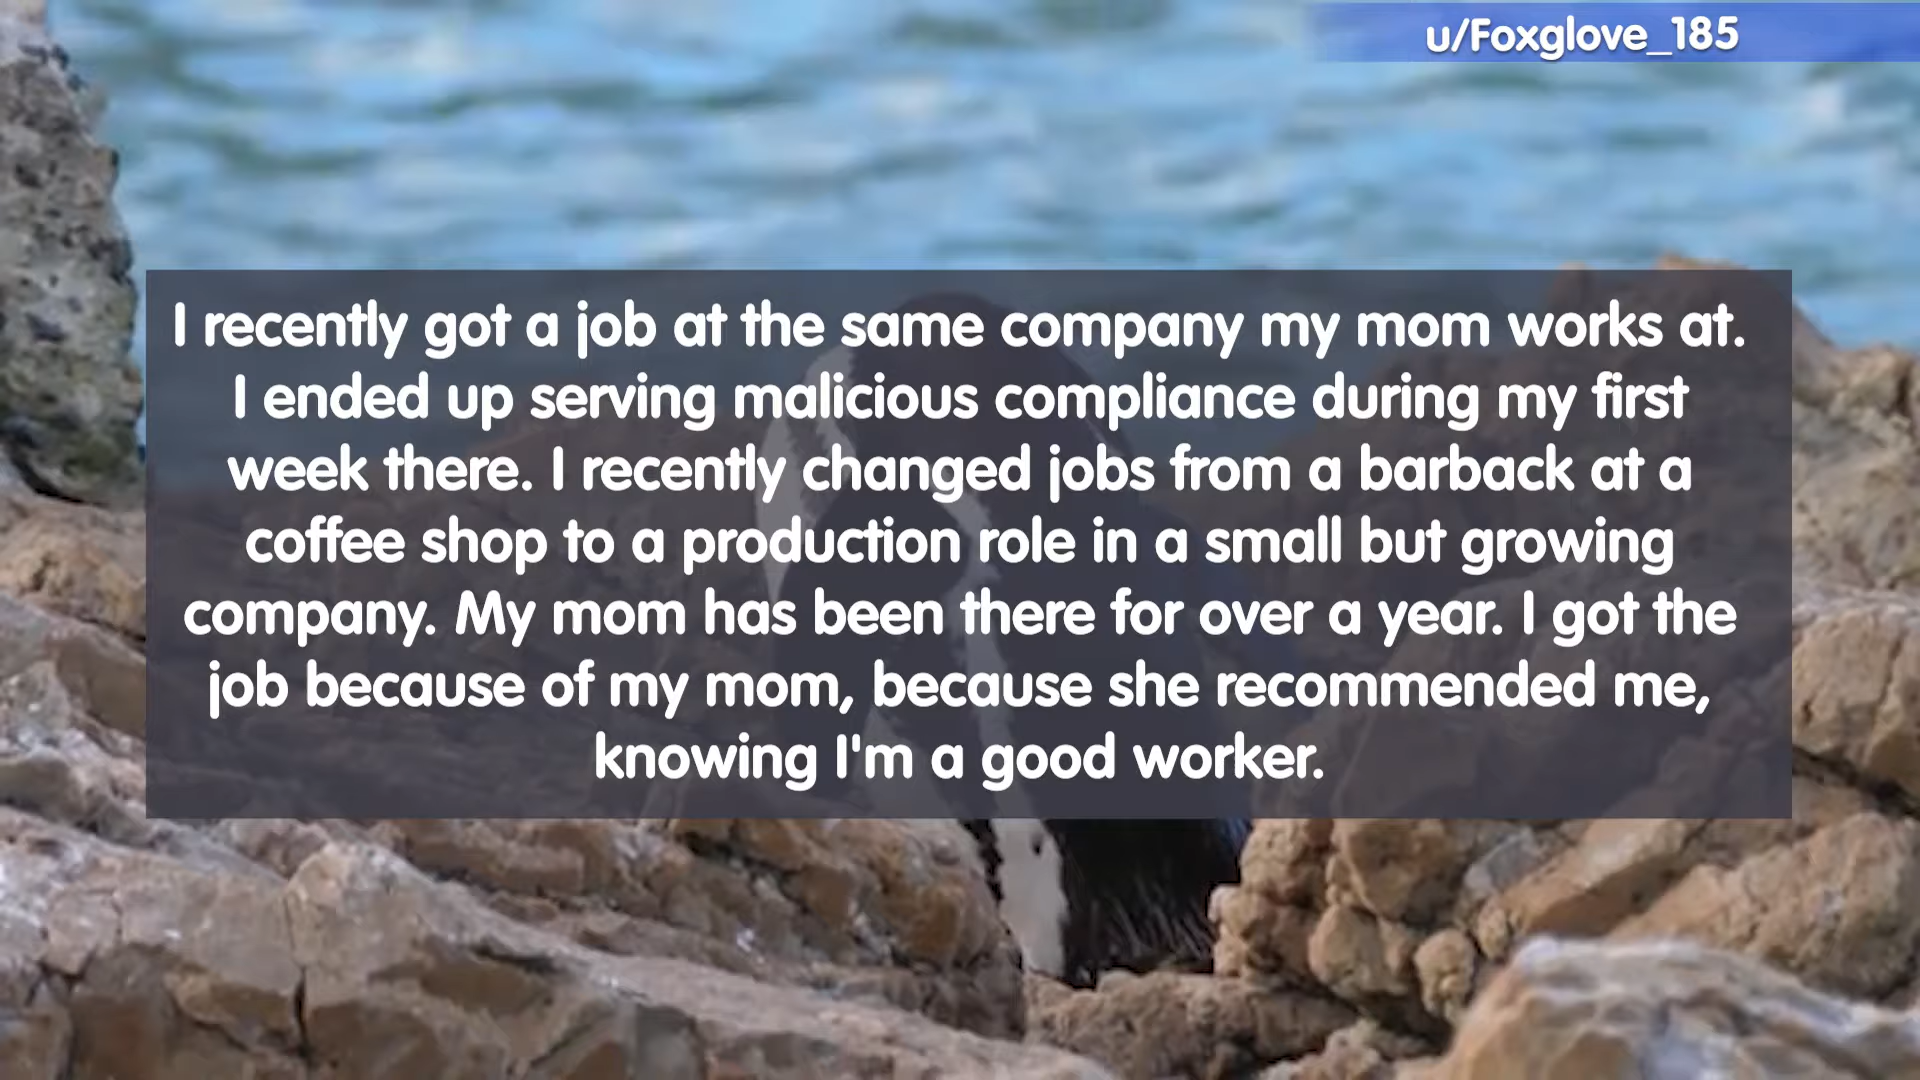 u/Foxglove_185
I recently got a job at the same company my mom works at.
I ended up serving malicious compliance during my first
week there. I recently changed jobs from a barback at a
coffee shop to a production role in a small but growing
company. My mom has been there for over a year. I got the
job because of my mom, because she recommended me,
knowing I'm a good worker.